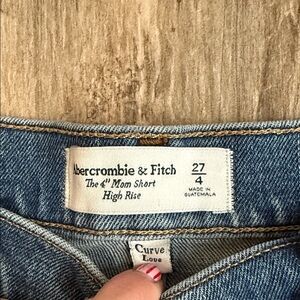 Abercrombie & Fitch
The 4" Mom Short
High Rise
27
4
MADE IN
GUATEMALA
Curve
Love